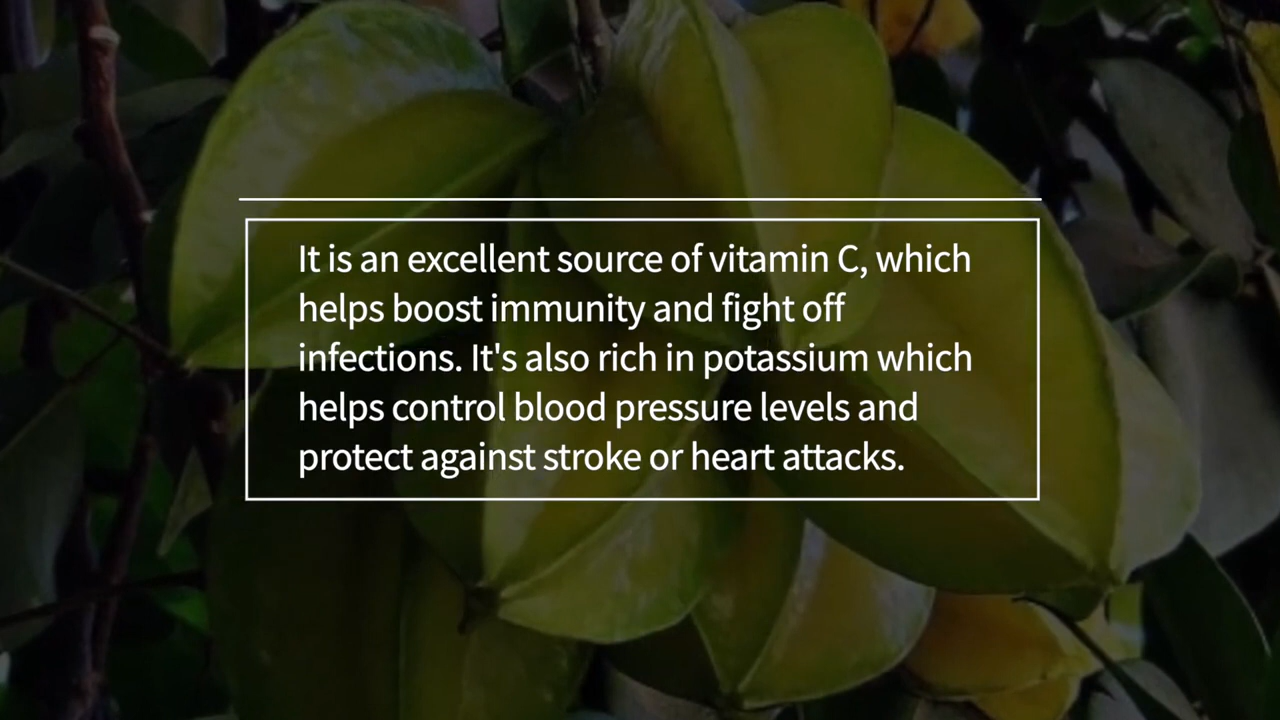 It is an excellent source of vitamin C, which
helps boost immunity and fight off
infections. It's also rich in potassium which
helps control blood pressure levels and
protect against stroke or heart attacks.